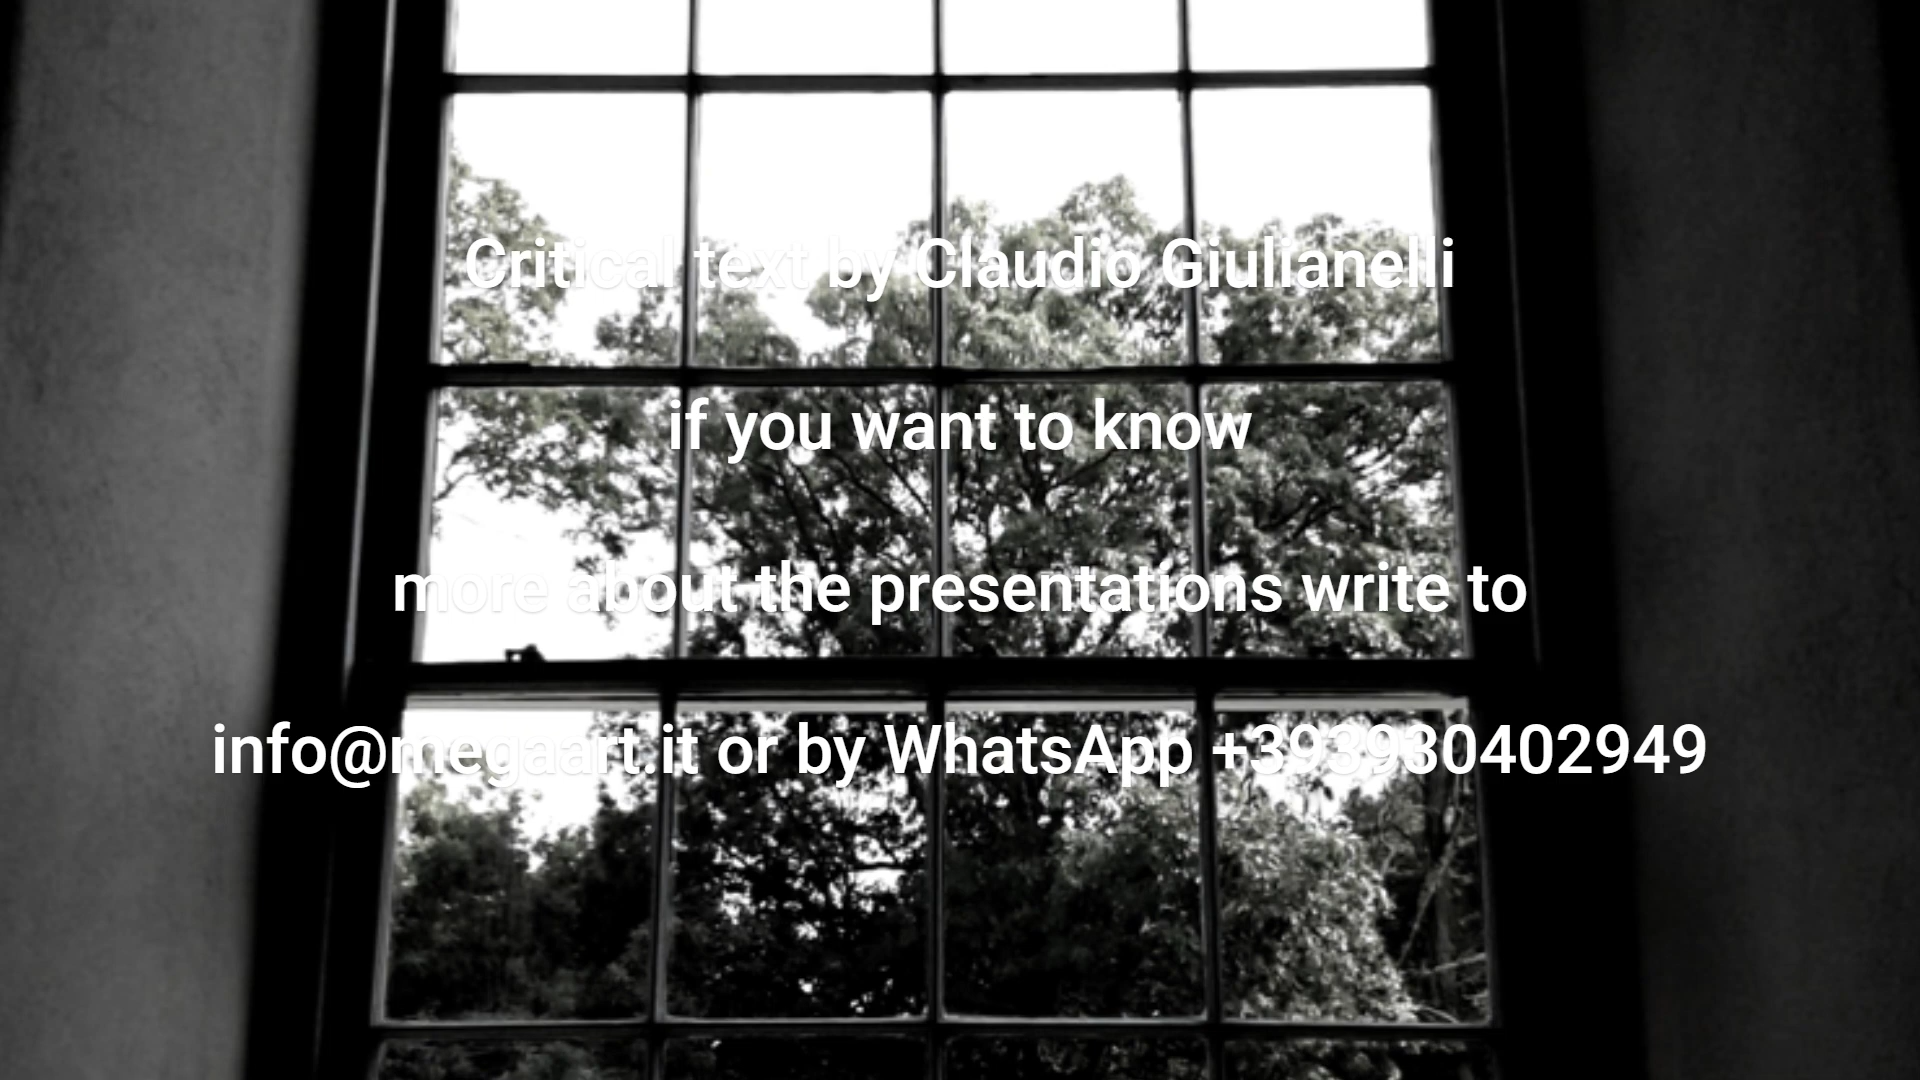 Critical text by Claudio Giulianelli
if you want to know
more about the presentations write to
info@megaart.it or by WhatsApp +393930402949